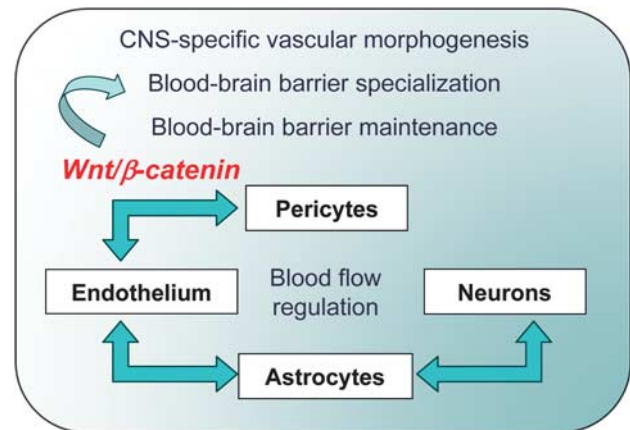 CNS-specific vascular morphogenesis
Blood-brain barrier specialization
Blood-brain barrier maintenance
Wnt/β-catenin
Pericytes
Endothelium
Blood flow
regulation
Neurons
Astrocytes